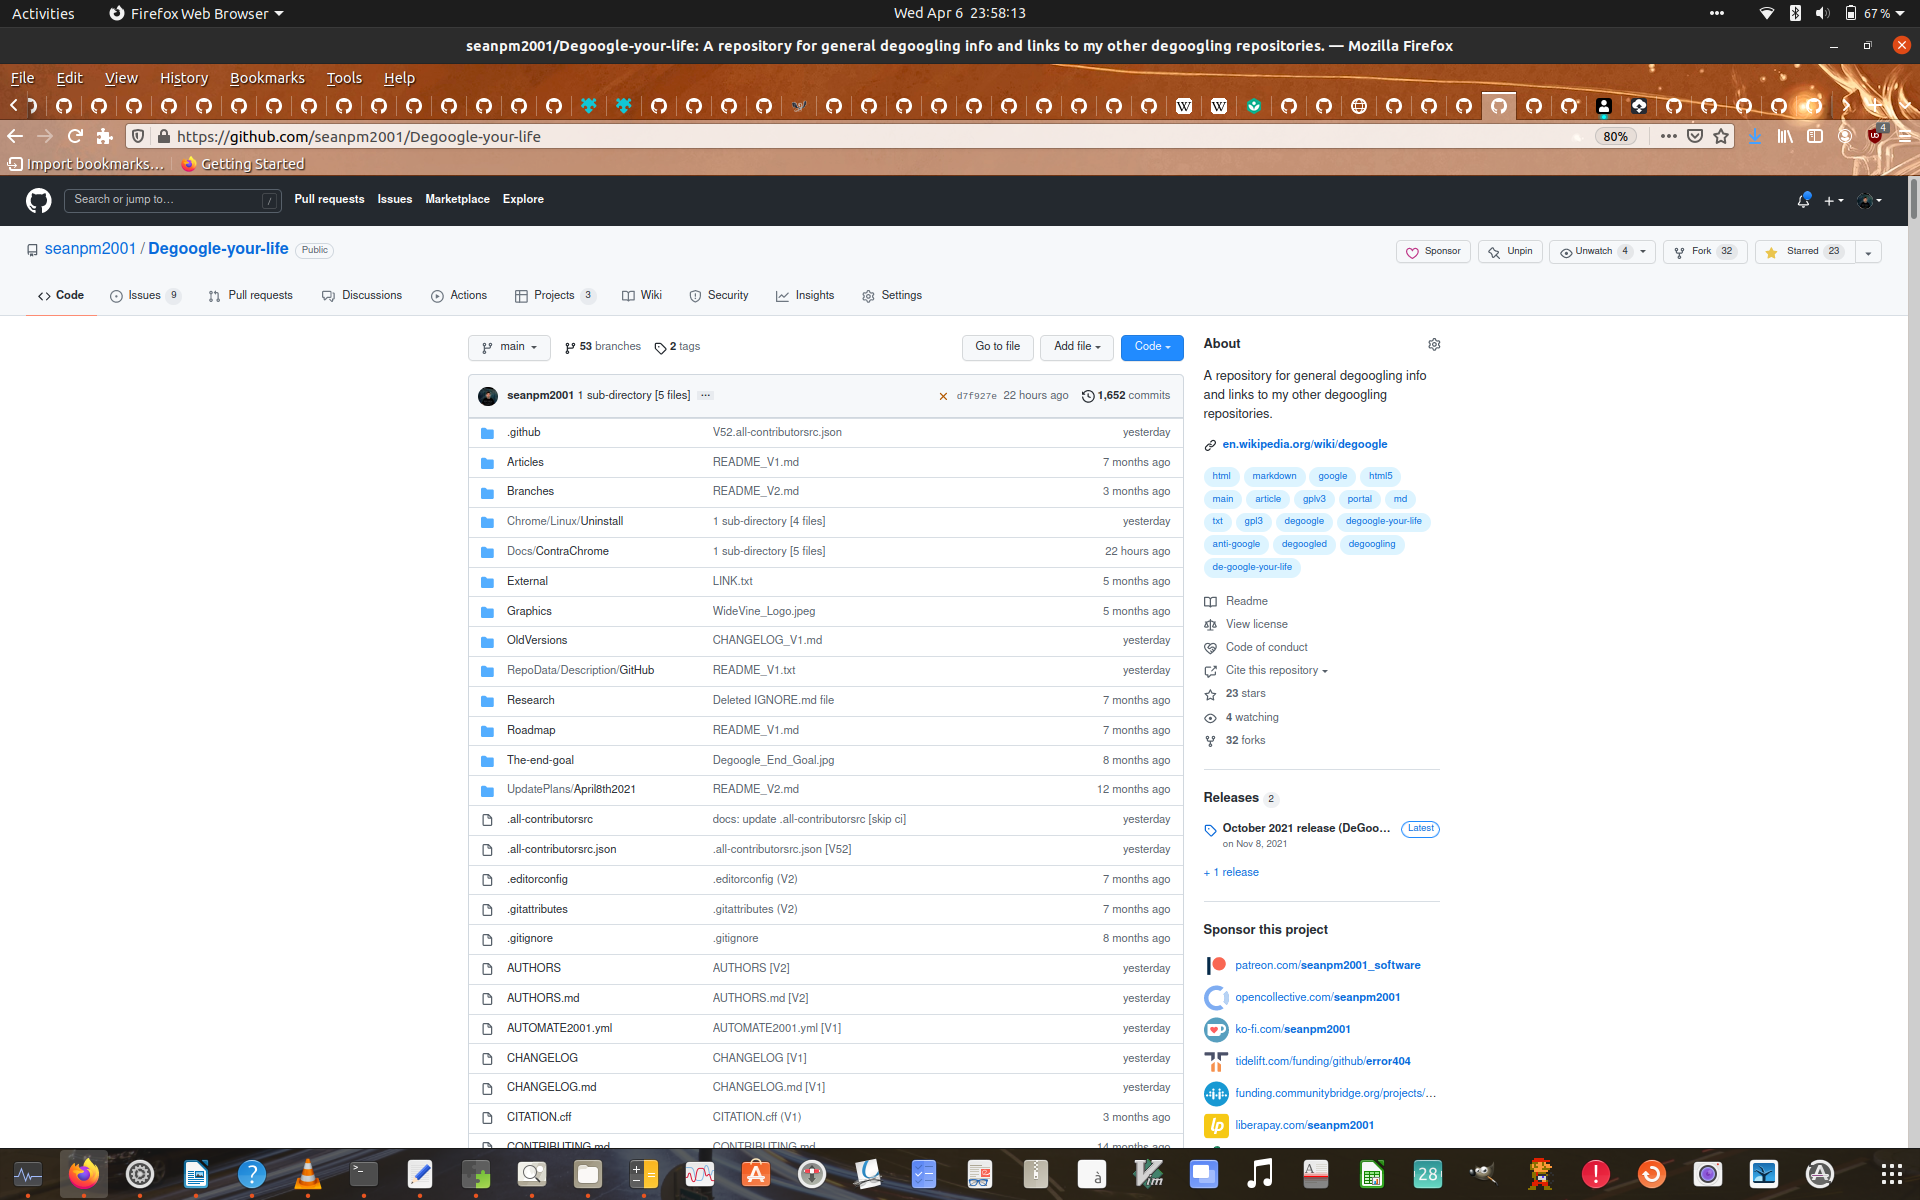 Activities
Firefox Web Browser
Wed Apr 6 23:58:13
67 %
seanpm2001/Degoogle-your-life: A repository for general degoogling info and links to my other degoogling repositories. — Mozilla Firefox
File Edit View History Bookmarks Tools Help
https://github.com/seanpm2001/Degoogle-your-life
80%
4
Import bookmarks…
Getting Started
Search or jump to…
/
Pull requests Issues Marketplace Explore
seanpm2001 / Degoogle-your-life Public
Sponsor
Unpin
Unwatch 4
Fork 32
Starred 23
Code
Issues 9
Pull requests
Discussions
Actions
Projects 3
Wiki
Security
Insights
Settings
main
53 branches
2 tags
Go to file
Add file
Code
seanpm2001 1 sub-directory [5 files] d7f927e 22 hours ago 1,652 commits
.github V52.all-contributorsrc.json yesterday
Articles README_V1.md 7 months ago
Branches README_V2.md 3 months ago
Chrome/Linux/Uninstall 1 sub-directory [4 files] yesterday
Docs/ContraChrome 1 sub-directory [5 files] 22 hours ago
External LINK.txt 5 months ago
Graphics WideVine_Logo.jpeg 5 months ago
OldVersions CHANGELOG_V1.md yesterday
RepoData/Description/GitHub README_V1.txt yesterday
Research Deleted IGNORE.md file 7 months ago
Roadmap README_V1.md 7 months ago
The-end-goal Degoogle_End_Goal.jpg 8 months ago
UpdatePlans/April8th2021 README_V2.md 12 months ago
.all-contributorsrc docs: update .all-contributorsrc [skip ci] yesterday
.all-contributorsrc.json .all-contributorsrc.json [V52] yesterday
.editorconfig .editorconfig (V2) 7 months ago
.gitattributes .gitattributes (V2) 7 months ago
.gitignore .gitignore 8 months ago
AUTHORS AUTHORS [V2] yesterday
AUTHORS.md AUTHORS.md [V2] yesterday
AUTOMATE2001.yml AUTOMATE2001.yml [V1] yesterday
CHANGELOG CHANGELOG [V1] yesterday
CHANGELOG.md CHANGELOG.md [V1] yesterday
CITATION.cff CITATION.cff (V1) 3 months ago
CONTRIBUTING.md CONTRIBUTING.md 14 months ago
About
A repository for general degoogling info
and links to my other degoogling
repositories.
en.wikipedia.org/wiki/degoogle
html markdown google html5
main article gplv3 portal md
txt gpl3 degoogle degoogle-your-life
anti-google degoogled degoogling
de-google-your-life
Readme
View license
Code of conduct
Cite this repository
23 stars
4 watching
32 forks
Releases 2
October 2021 release (DeGoo... Latest
on Nov 8, 2021
+ 1 release
Sponsor this project
patreon.com/seanpm2001_software
opencollective.com/seanpm2001
ko-fi.com/seanpm2001
tidelift.com/funding/github/error404
funding.communitybridge.org/projects/…
liberapay.com/seanpm2001
28